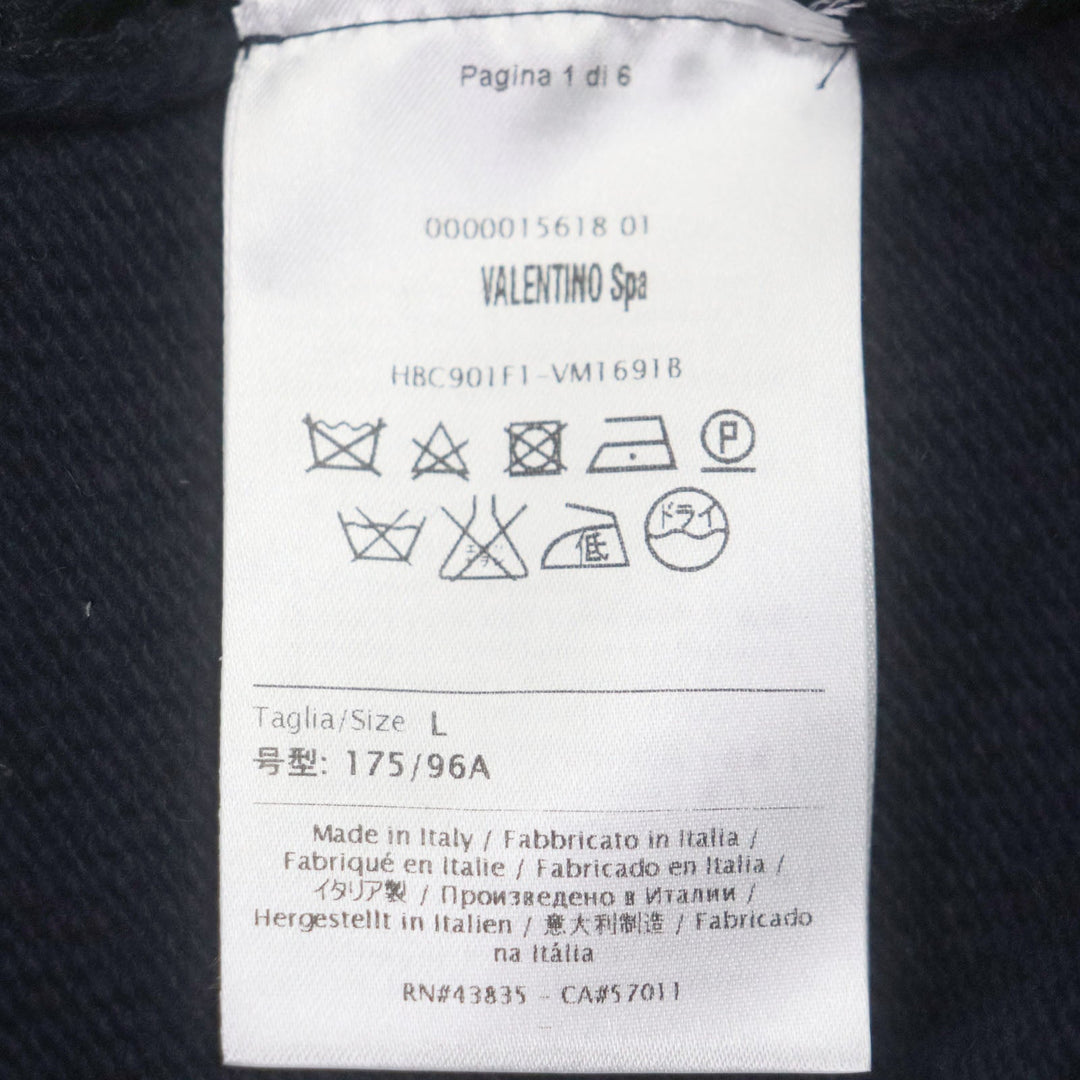 Pagina 1 di 6
0000015618 01
VALENTINO Spa
HBC901F1-VM1691B
P
低 ドライ
Taglia/Size L
号型: 175/96A
Made in Italy / Fabbricato in Italia /
Fabriqué en Italie / Fabricado en Italia /
イタリア製 / Произведено в Италии /
Hergestellt in Italien / 意大利制造 / Fabricado
na Itália
RN#43835 - CA#57011